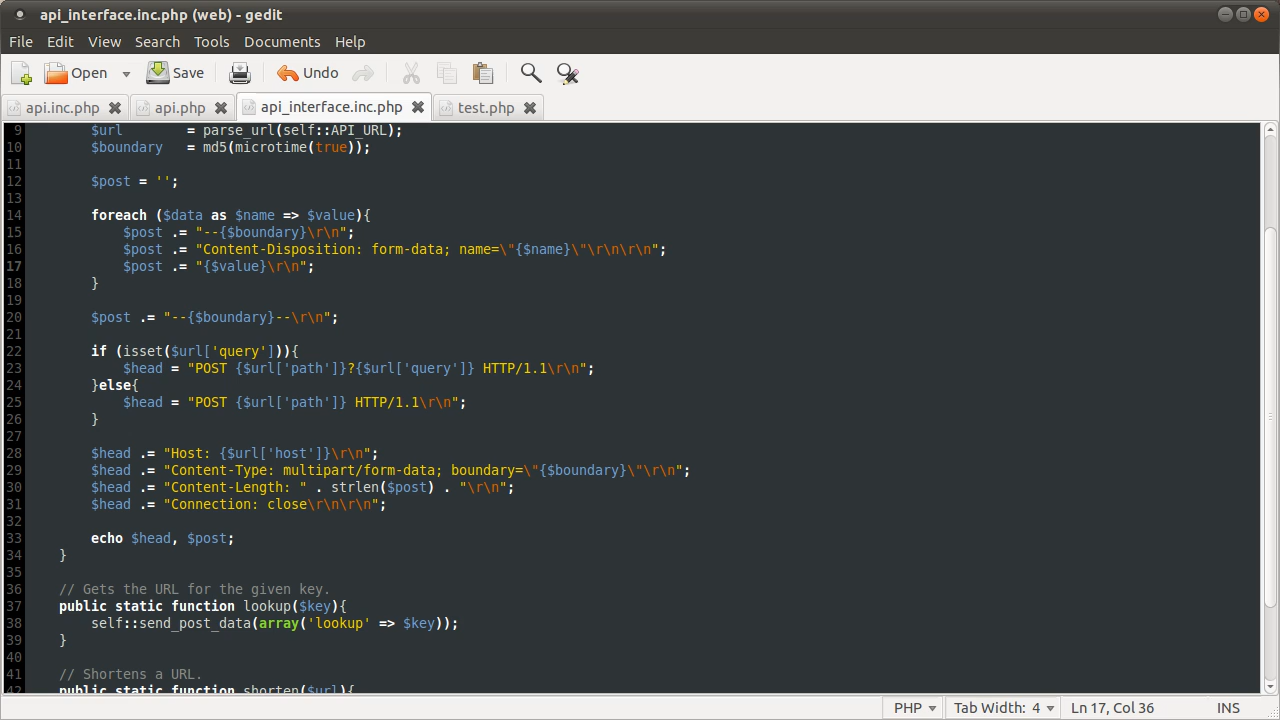 api_interface.inc.php (web) - gedit
File Edit View Search Tools Documents Help
Open Save Undo
api.inc.php api.php api_interface.inc.php test.php
9         $url        = parse_url(self::API_URL);
10         $boundary   = md5(microtime(true));
11
12         $post = '';
13
14         foreach ($data as $name => $value){
15             $post .= "--{$boundary}\r\n";
16             $post .= "Content-Disposition: form-data; name=\"{$name}\"\r\n\r\n";
17             $post .= "{$value}\r\n";
18         }
19
20         $post .= "--{$boundary}--\r\n";
21
22         if (isset($url['query'])){
23             $head = "POST {$url['path']}?{$url['query']} HTTP/1.1\r\n";
24         }else{
25             $head = "POST {$url['path']} HTTP/1.1\r\n";
26         }
27
28         $head .= "Host: {$url['host']}\r\n";
29         $head .= "Content-Type: multipart/form-data; boundary=\"{$boundary}\"\r\n";
30         $head .= "Content-Length: " . strlen($post) . "\r\n";
31         $head .= "Connection: close\r\n\r\n";
32
33         echo $head, $post;
34     }
35
36     // Gets the URL for the given key.
37     public static function lookup($key){
38         self::send_post_data(array('lookup' => $key));
39     }
40
41     // Shortens a URL.
42     public static function shorten($url){
PHP Tab Width: 4 Ln 17, Col 36 INS